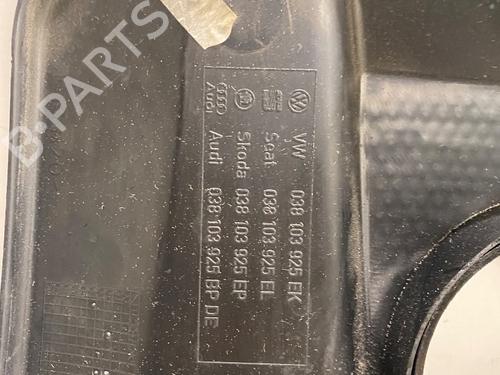 VW 038 103 925 EK
Seat 038 103 925 EL
Skoda 038 103 925 EP
Audi Audi 038 103 925 BP DE
B-PARTS